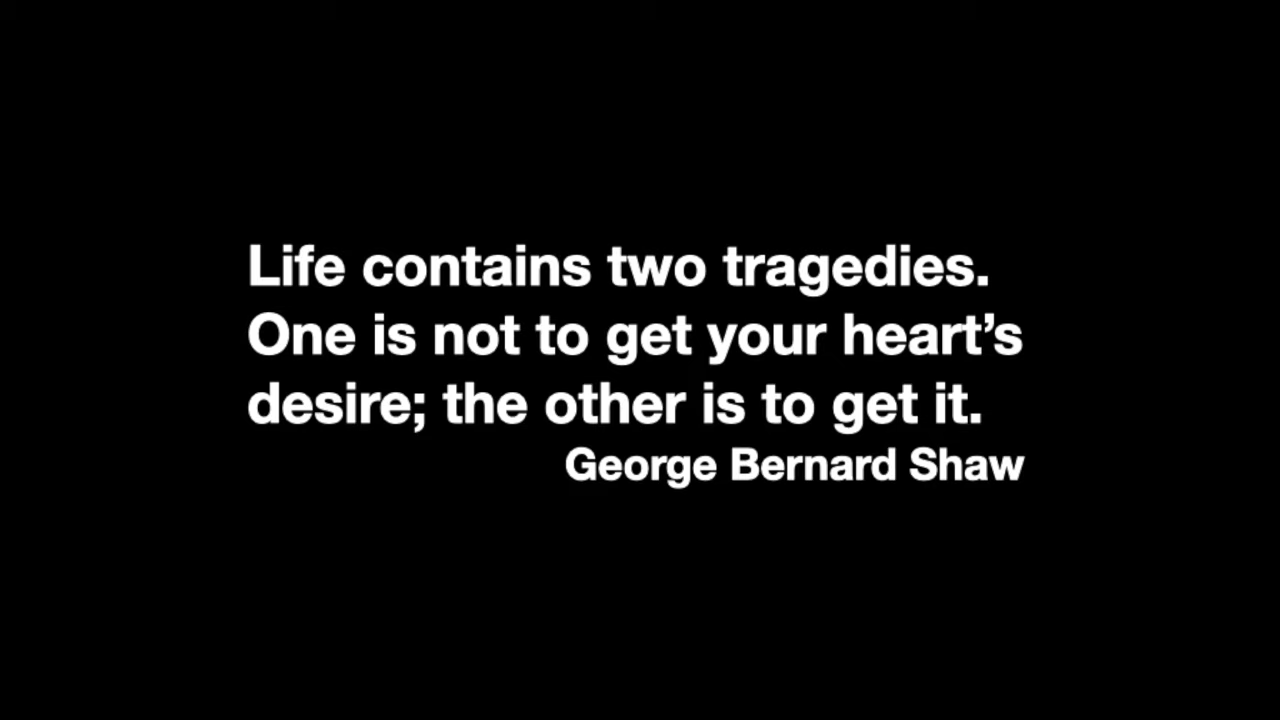 Life contains two tragedies.
One is not to get your heart’s
desire; the other is to get it.
George Bernard Shaw